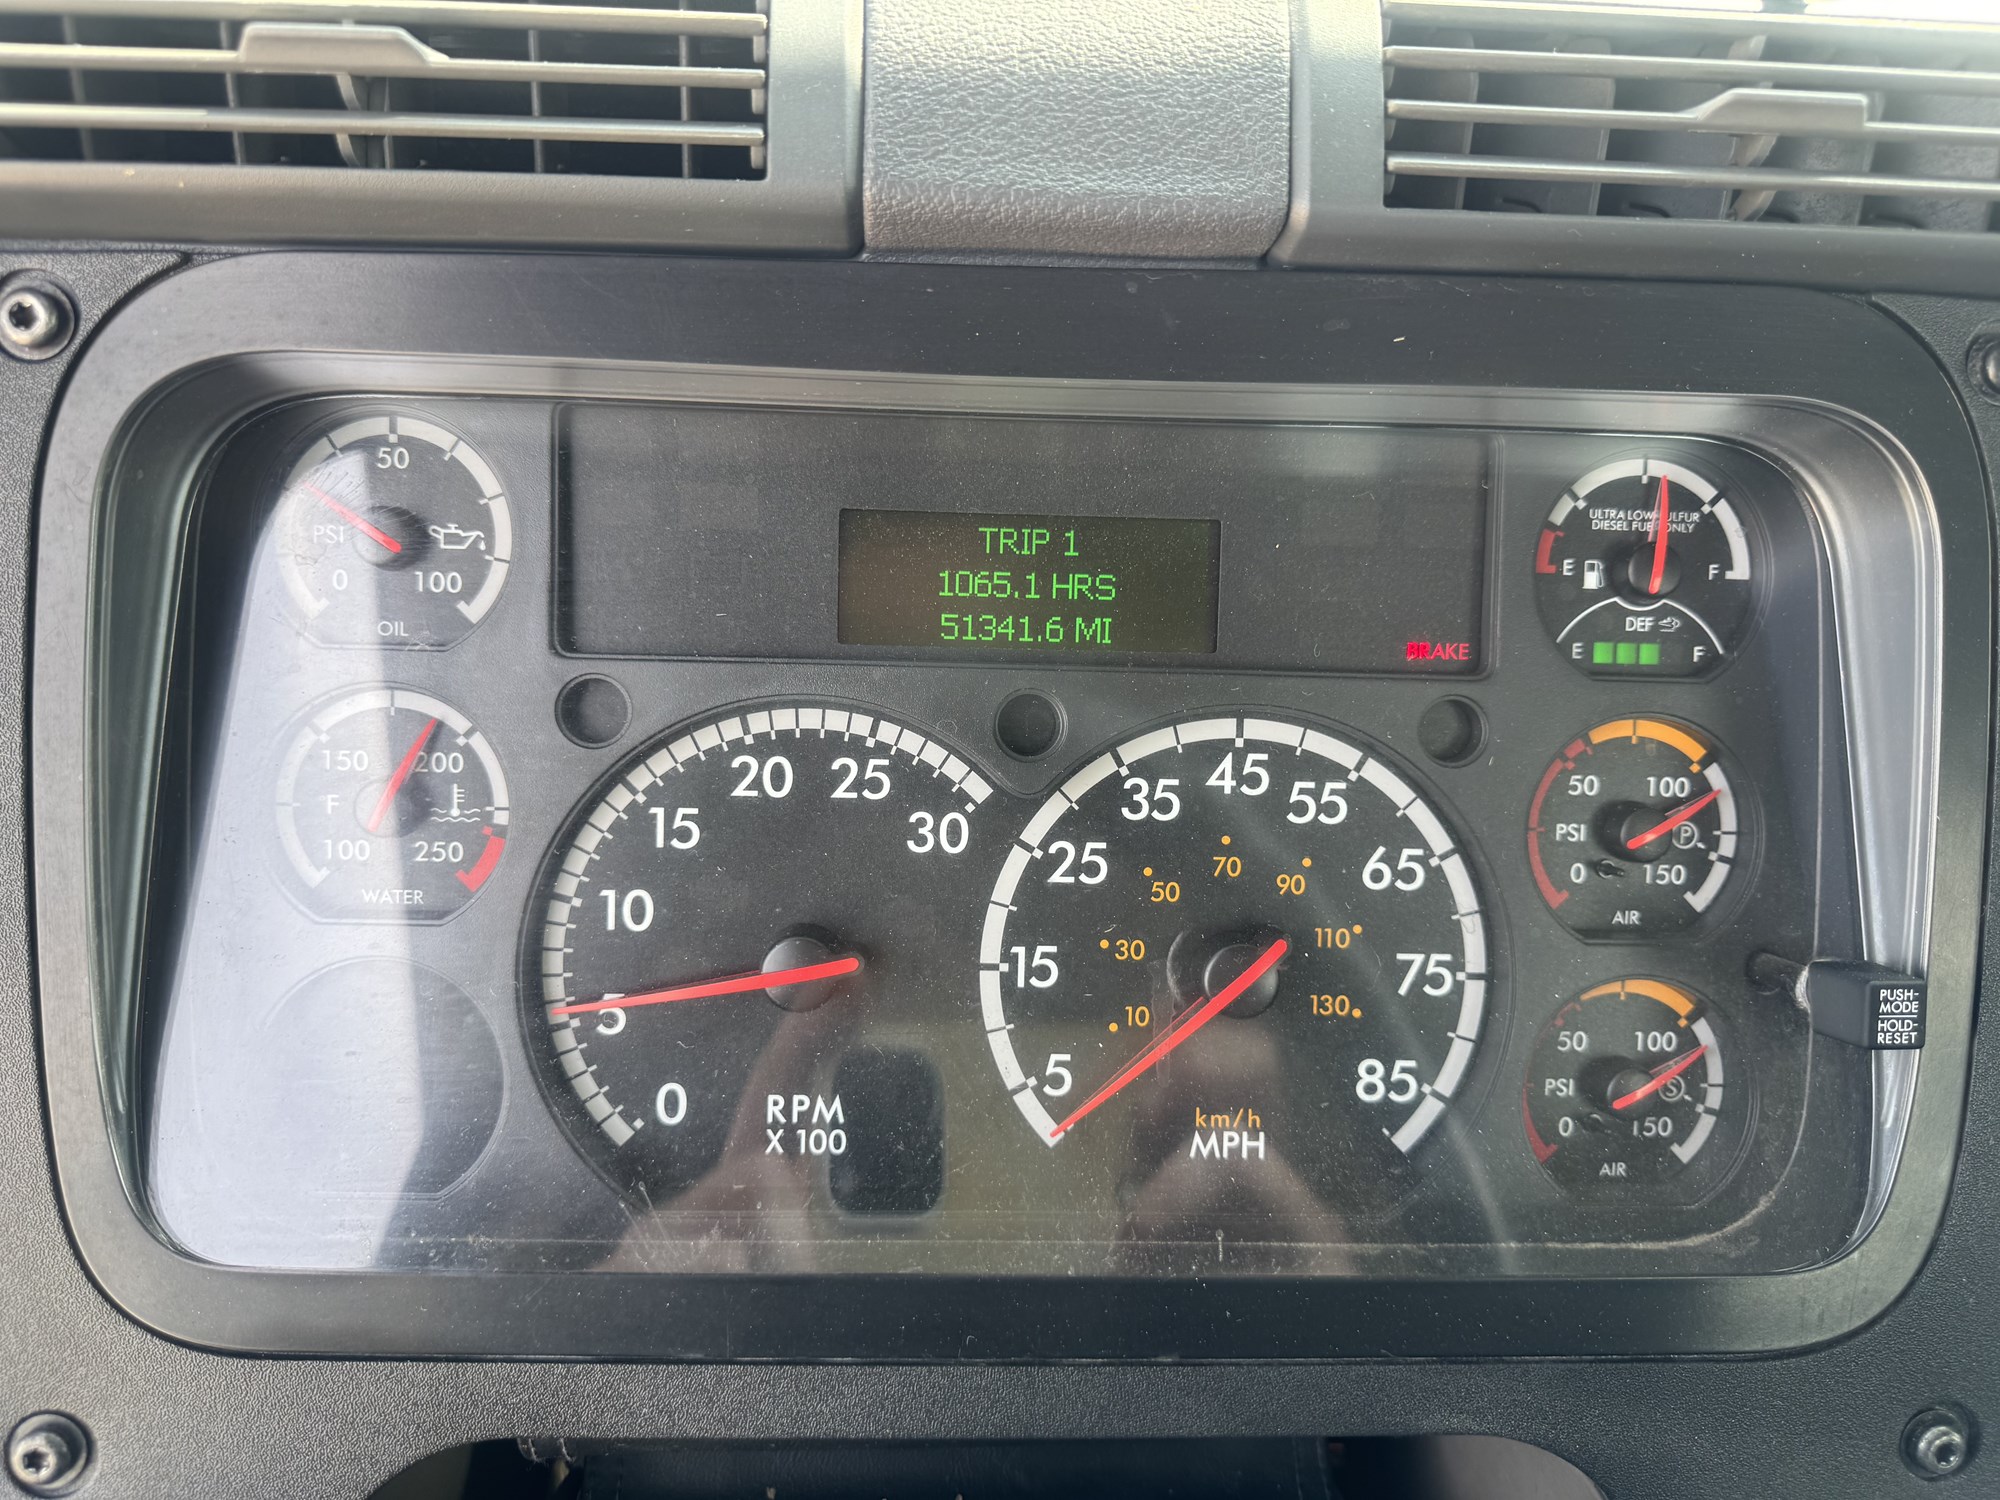 50
PSI
0
100
OIL
TRIP 1
1065.1 HRS
51341.6 MI
BRAKE
ULTRA LOW SULFUR
DIESEL FUEL ONLY
E
F
DEF
E
F
150
200
F
100
250
WATER
0
5
10
15
20
25
30
RPM
X 100
5
15
25
35
45
55
65
75
85
10
30
50
70
90
110
130
km/h
MPH
50
100
PSI
P
0
150
AIR
50
100
PSI
S
0
150
AIR
PUSH-
MODE
HOLD-
RESET